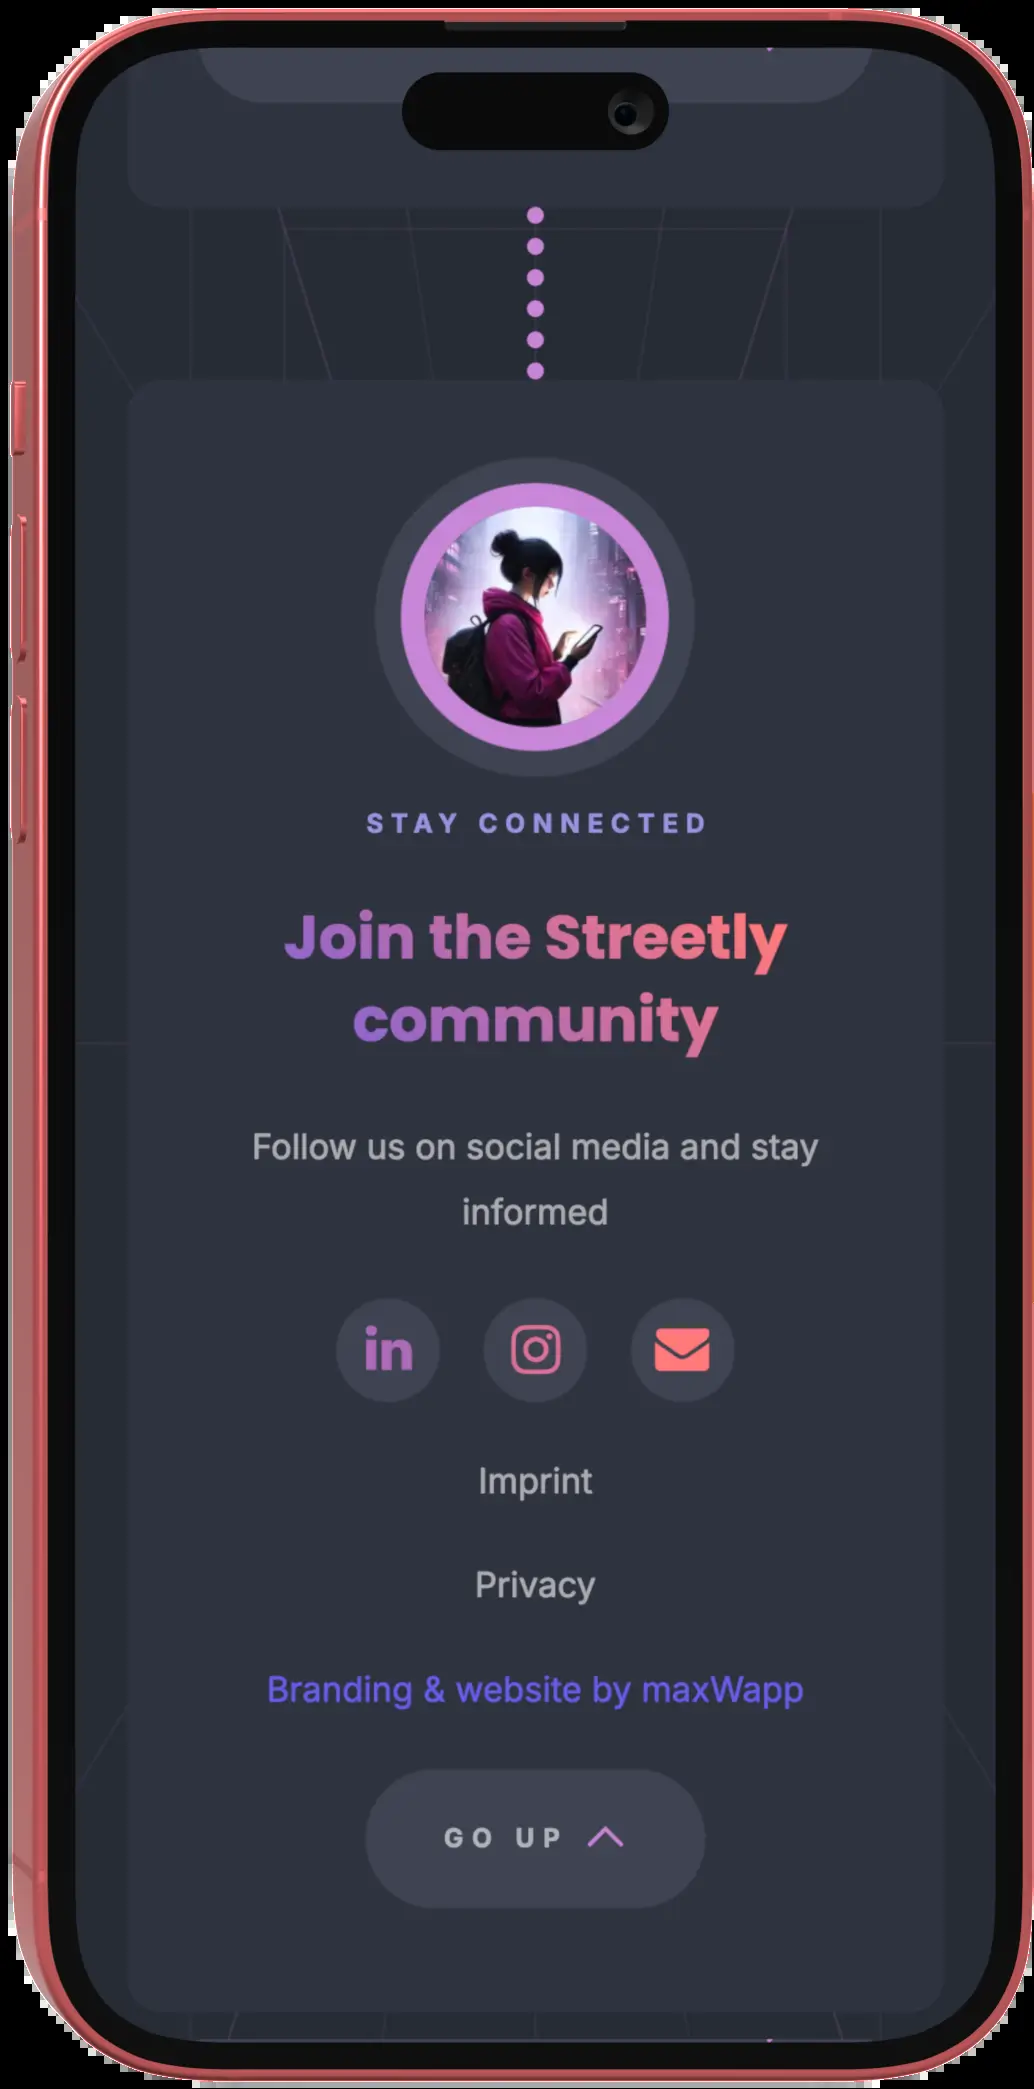 STAY CONNECTED
Join the Streetly
community
Follow us on social media and stay
informed
in
Imprint
Privacy
Branding & website by maxWapp
GO UP